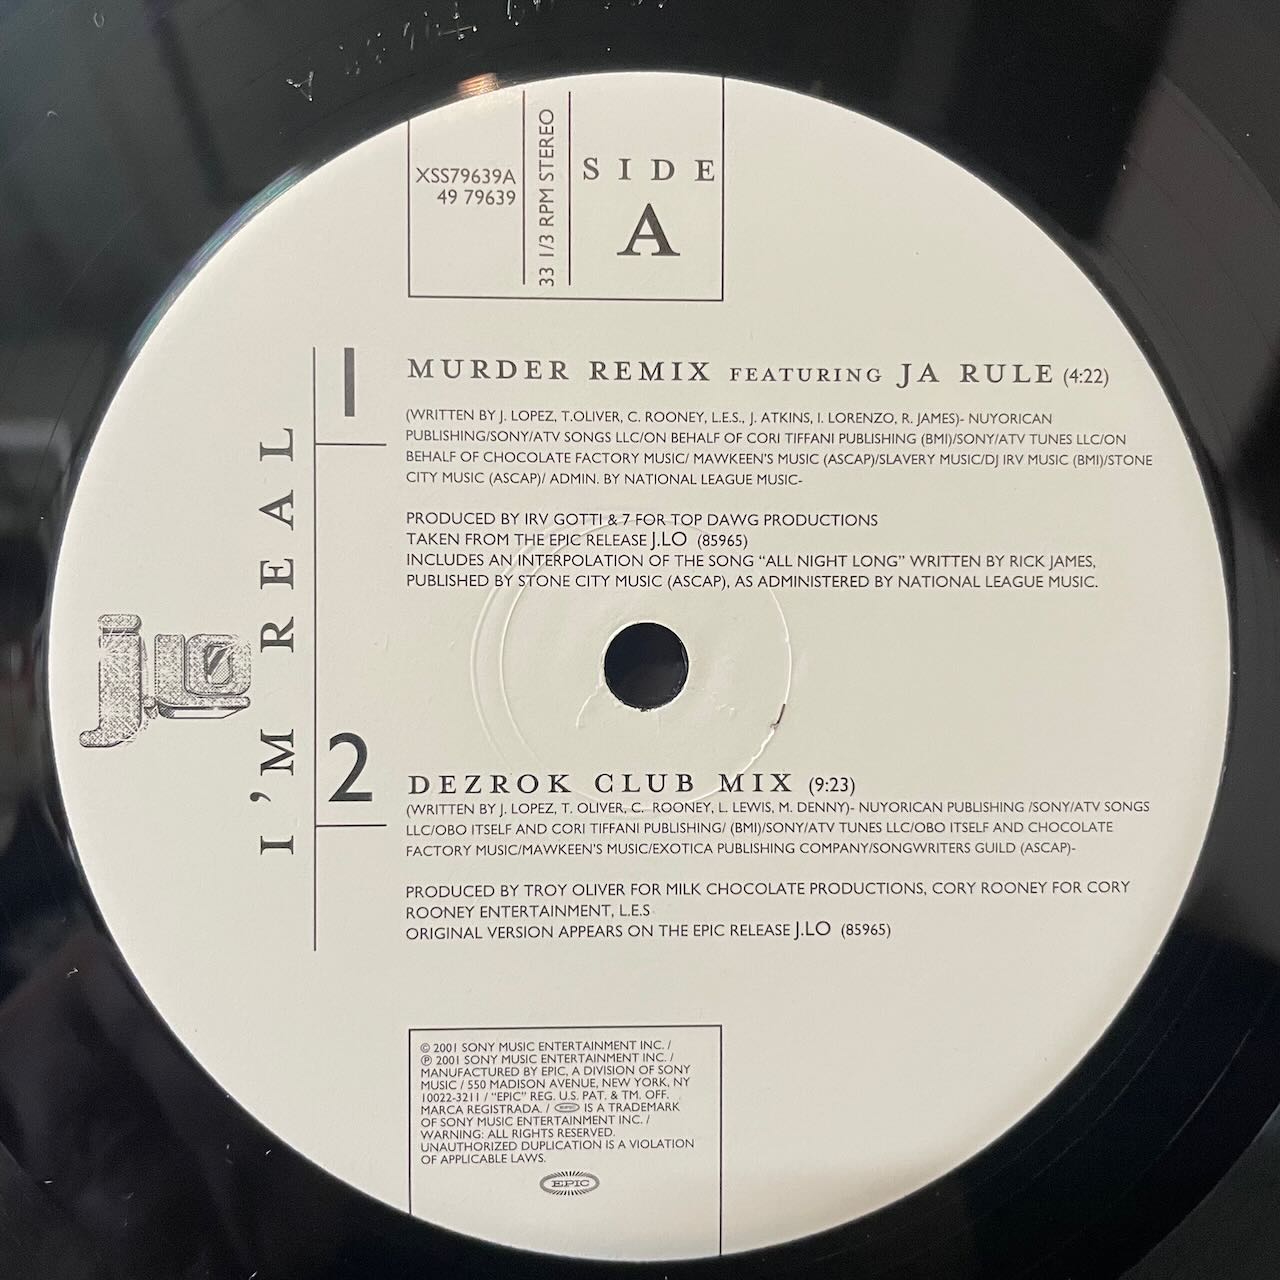 XSS79639A
49 79639
33 1/3 RPM STEREO
SIDE
A
I'M REAL
J.LO
1
MURDER REMIX FEATURING JA RULE (4:22)
(WRITTEN BY J. LOPEZ, T.OLIVER, C. ROONEY, L.E.S., J. ATKINS, I. LORENZO, R. JAMES)- NUYORICAN
PUBLISHING/SONY/ATV SONGS LLC/ON BEHALF OF CORI TIFFANI PUBLISHING (BMI)/SONY/ATV TUNES LLC/ON
BEHALF OF CHOCOLATE FACTORY MUSIC/ MAWKEEN'S MUSIC (ASCAP)/SLAVERY MUSIC/DJ IRV MUSIC (BMI)/STONE
CITY MUSIC (ASCAP)/ ADMIN. BY NATIONAL LEAGUE MUSIC-
PRODUCED BY IRV GOTTI & 7 FOR TOP DAWG PRODUCTIONS
TAKEN FROM THE EPIC RELEASE J.LO (85965)
INCLUDES AN INTERPOLATION OF THE SONG "ALL NIGHT LONG" WRITTEN BY RICK JAMES,
PUBLISHED BY STONE CITY MUSIC (ASCAP), AS ADMINISTERED BY NATIONAL LEAGUE MUSIC.
2
DEZROK CLUB MIX (9:23)
(WRITTEN BY J. LOPEZ, T. OLIVER, C. ROONEY, L. LEWIS, M. DENNY)- NUYORICAN PUBLISHING /SONY/ATV SONGS
LLC/OBO ITSELF AND CORI TIFFANI PUBLISHING/ (BMI)/SONY/ATV TUNES LLC/OBO ITSELF AND CHOCOLATE
FACTORY MUSIC/MAWKEEN'S MUSIC/EXOTICA PUBLISHING COMPANY/SONGWRITERS GUILD (ASCAP)-
PRODUCED BY TROY OLIVER FOR MILK CHOCOLATE PRODUCTIONS, CORY ROONEY FOR CORY
ROONEY ENTERTAINMENT, L.E.S
ORIGINAL VERSION APPEARS ON THE EPIC RELEASE J.LO (85965)
© 2001 SONY MUSIC ENTERTAINMENT INC. /
℗ 2001 SONY MUSIC ENTERTAINMENT INC. /
MANUFACTURED BY EPIC, A DIVISION OF SONY
MUSIC / 550 MADISON AVENUE, NEW YORK, NY
10022-3211 / "EPIC" REG. U.S. PAT. & TM. OFF.
MARCA REGISTRADA. / EPIC IS A TRADEMARK
OF SONY MUSIC ENTERTAINMENT INC. /
WARNING: ALL RIGHTS RESERVED.
UNAUTHORIZED DUPLICATION IS A VIOLATION
OF APPLICABLE LAWS.
EPIC